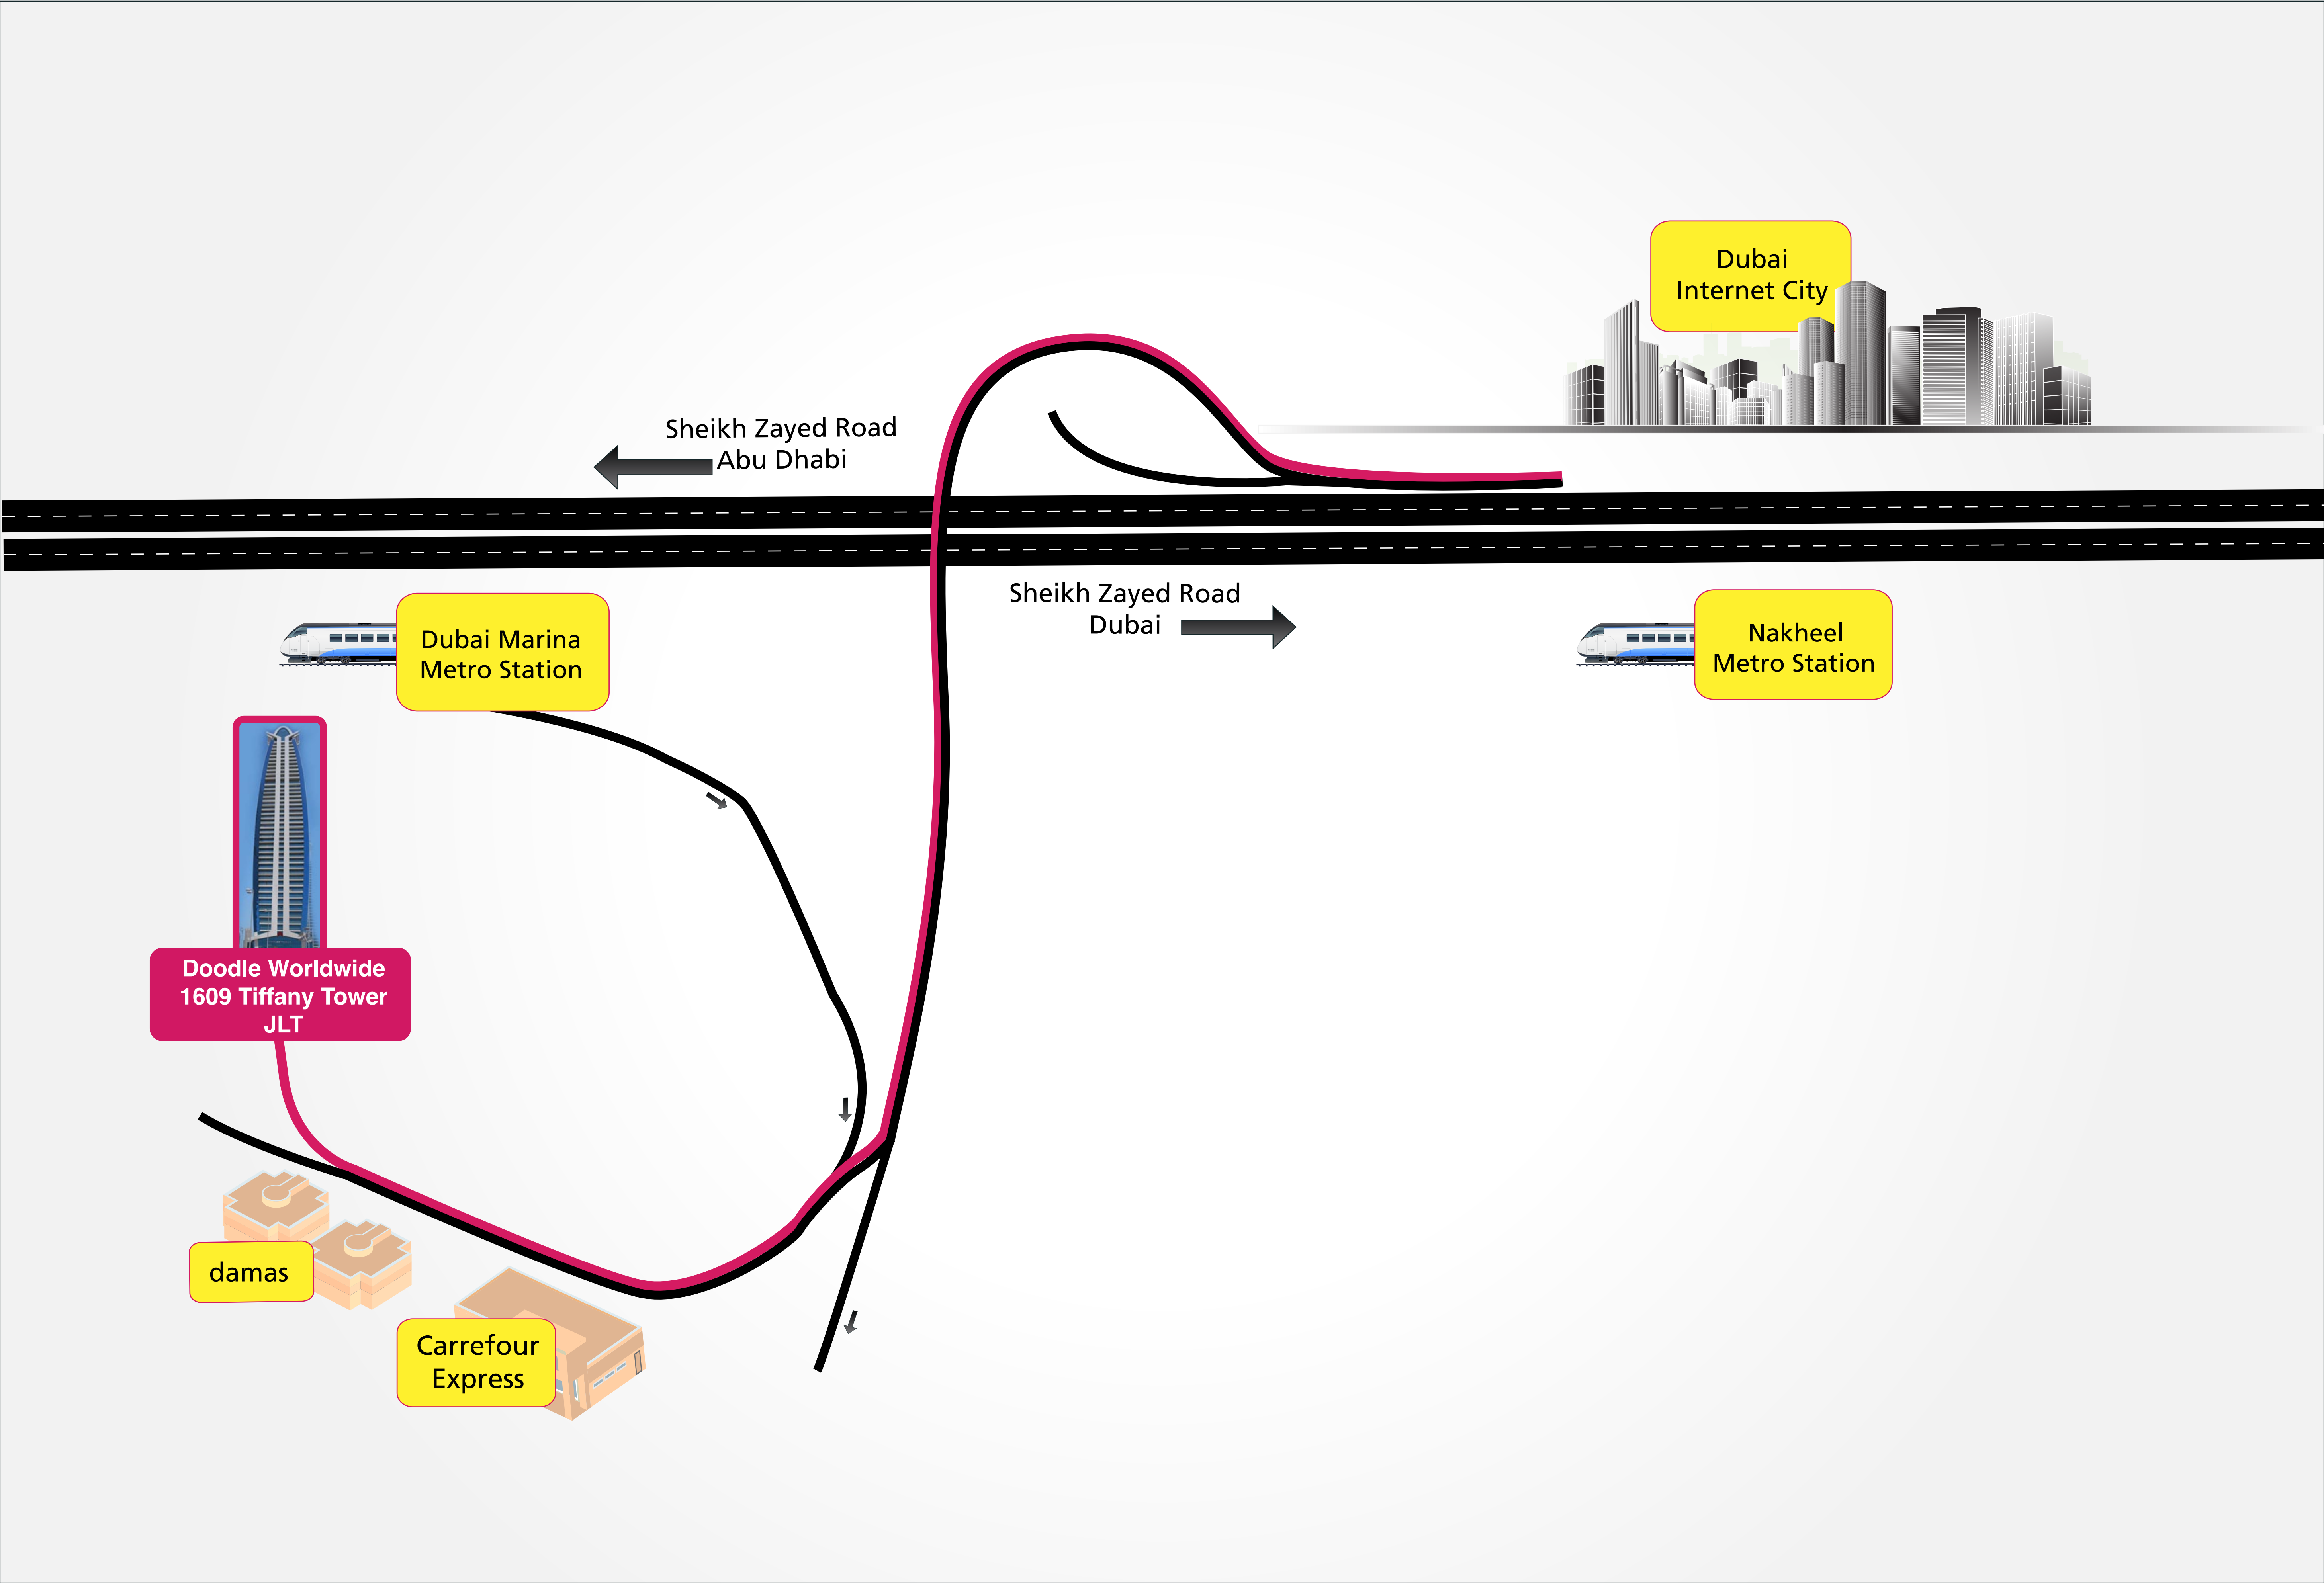 Dubai
Internet City
Sheikh Zayed Road
Abu Dhabi
Sheikh Zayed Road
Dubai
Dubai Marina
Metro Station
Nakheel
Metro Station
Doodle Worldwide
1609 Tiffany Tower
JLT
damas
Carrefour
Express